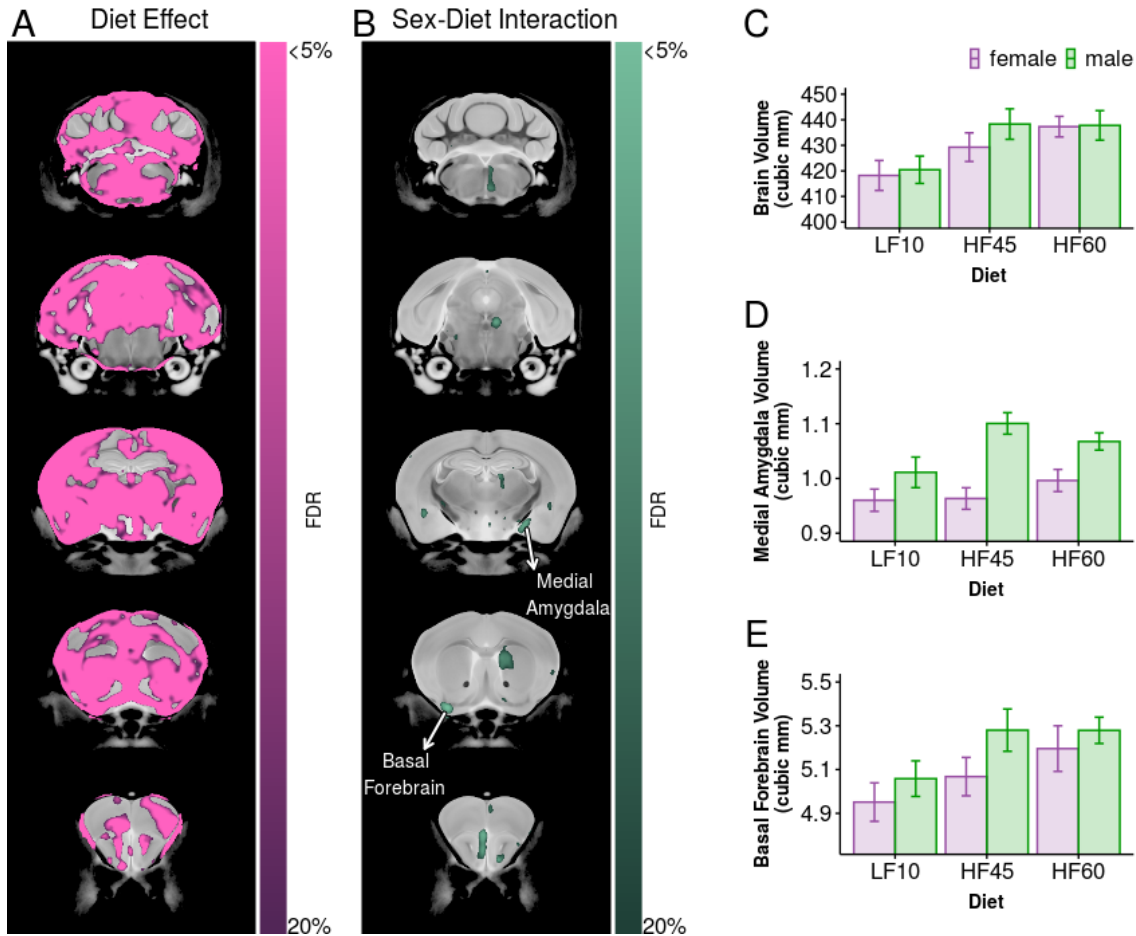 A
Diet Effect
<5%
FDR
20%
B
Sex-Diet Interaction
<5%
Medial
Amygdala
Basal
Forebrain
FDR
20%
C
female
male
Brain Volume
(cubic mm)
450
440
430
420
410
400
LF10 HF45 HF60
Diet
D
Medial Amygdala Volume
(cubic mm)
1.2
1.1
1.0
0.9
LF10 HF45 HF60
Diet
E
Basal Forebrain Volume
(cubic mm)
5.5
5.3
5.1
4.9
LF10 HF45 HF60
Diet